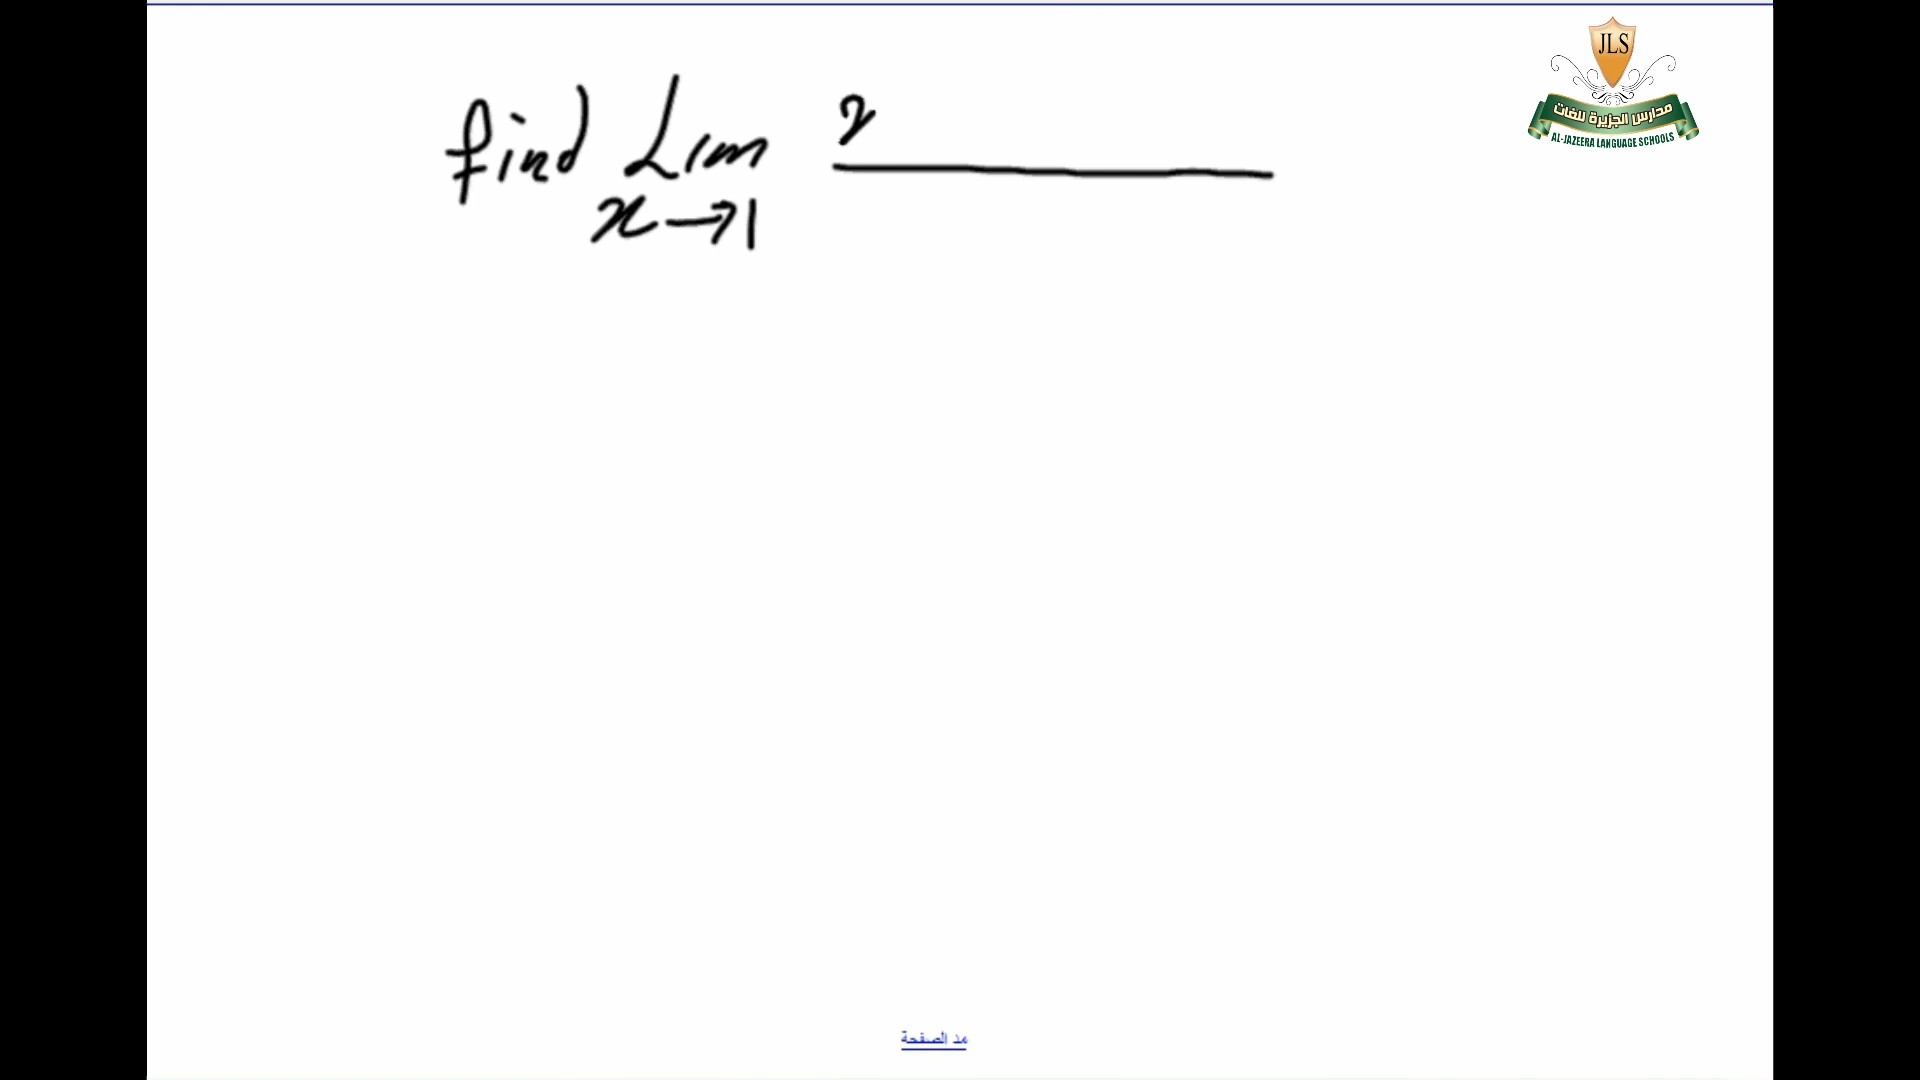 JLS
مدارس الجزيرة للغات
AL-JAZEERA LANGUAGE SCHOOLS
find Lim
x→1
مد الصفحة